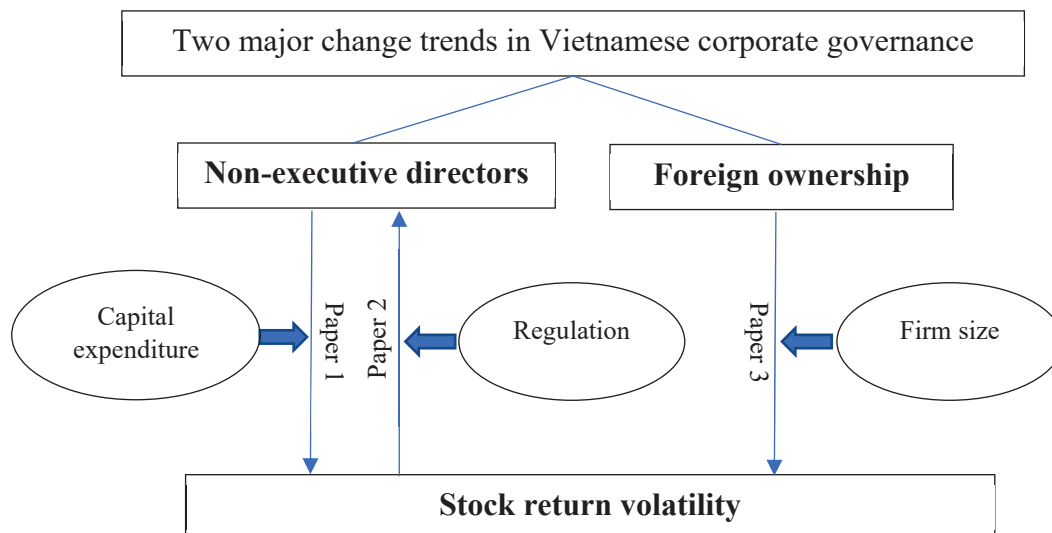 Two major change trends in Vietnamese corporate governance
Non-executive directors
Foreign ownership
Capital
expenditure
Paper 1
Paper 2
Regulation
Paper 3
Firm size
Stock return volatility